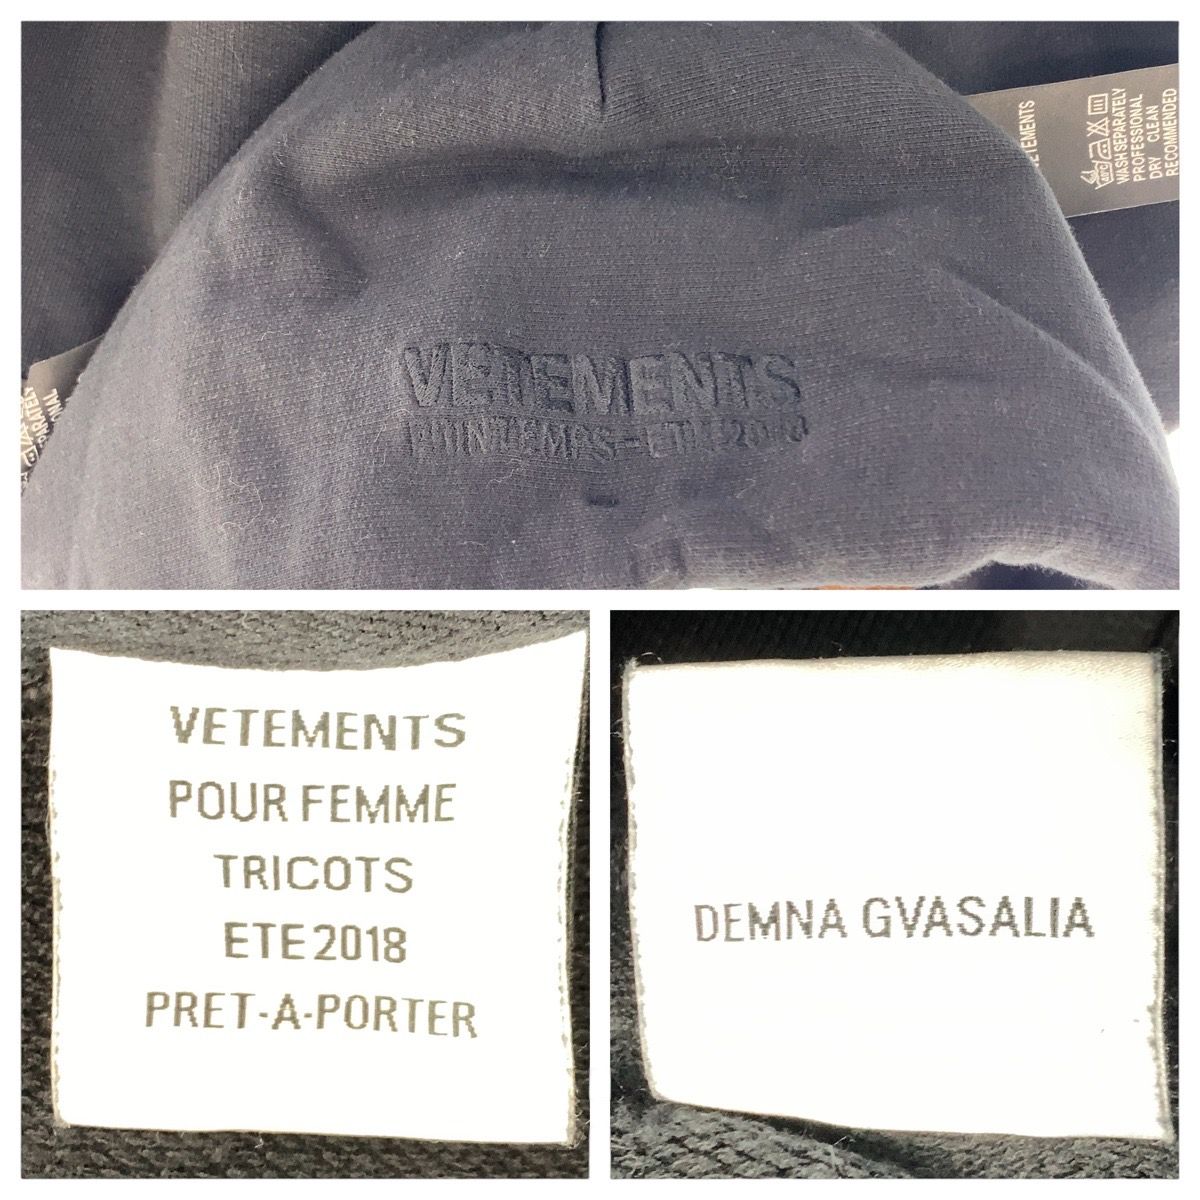 VETEMENTS
PRINTEMPS-ETE 2018
VETEMENTS
WASH SEPARATELY
PROFESSIONAL
DRY CLEAN
RECOMMENDED
VETEMENTS
POUR FEMME
TRICOTS
ETE 2018
PRET-A-PORTER
DEMNA GVASALIA